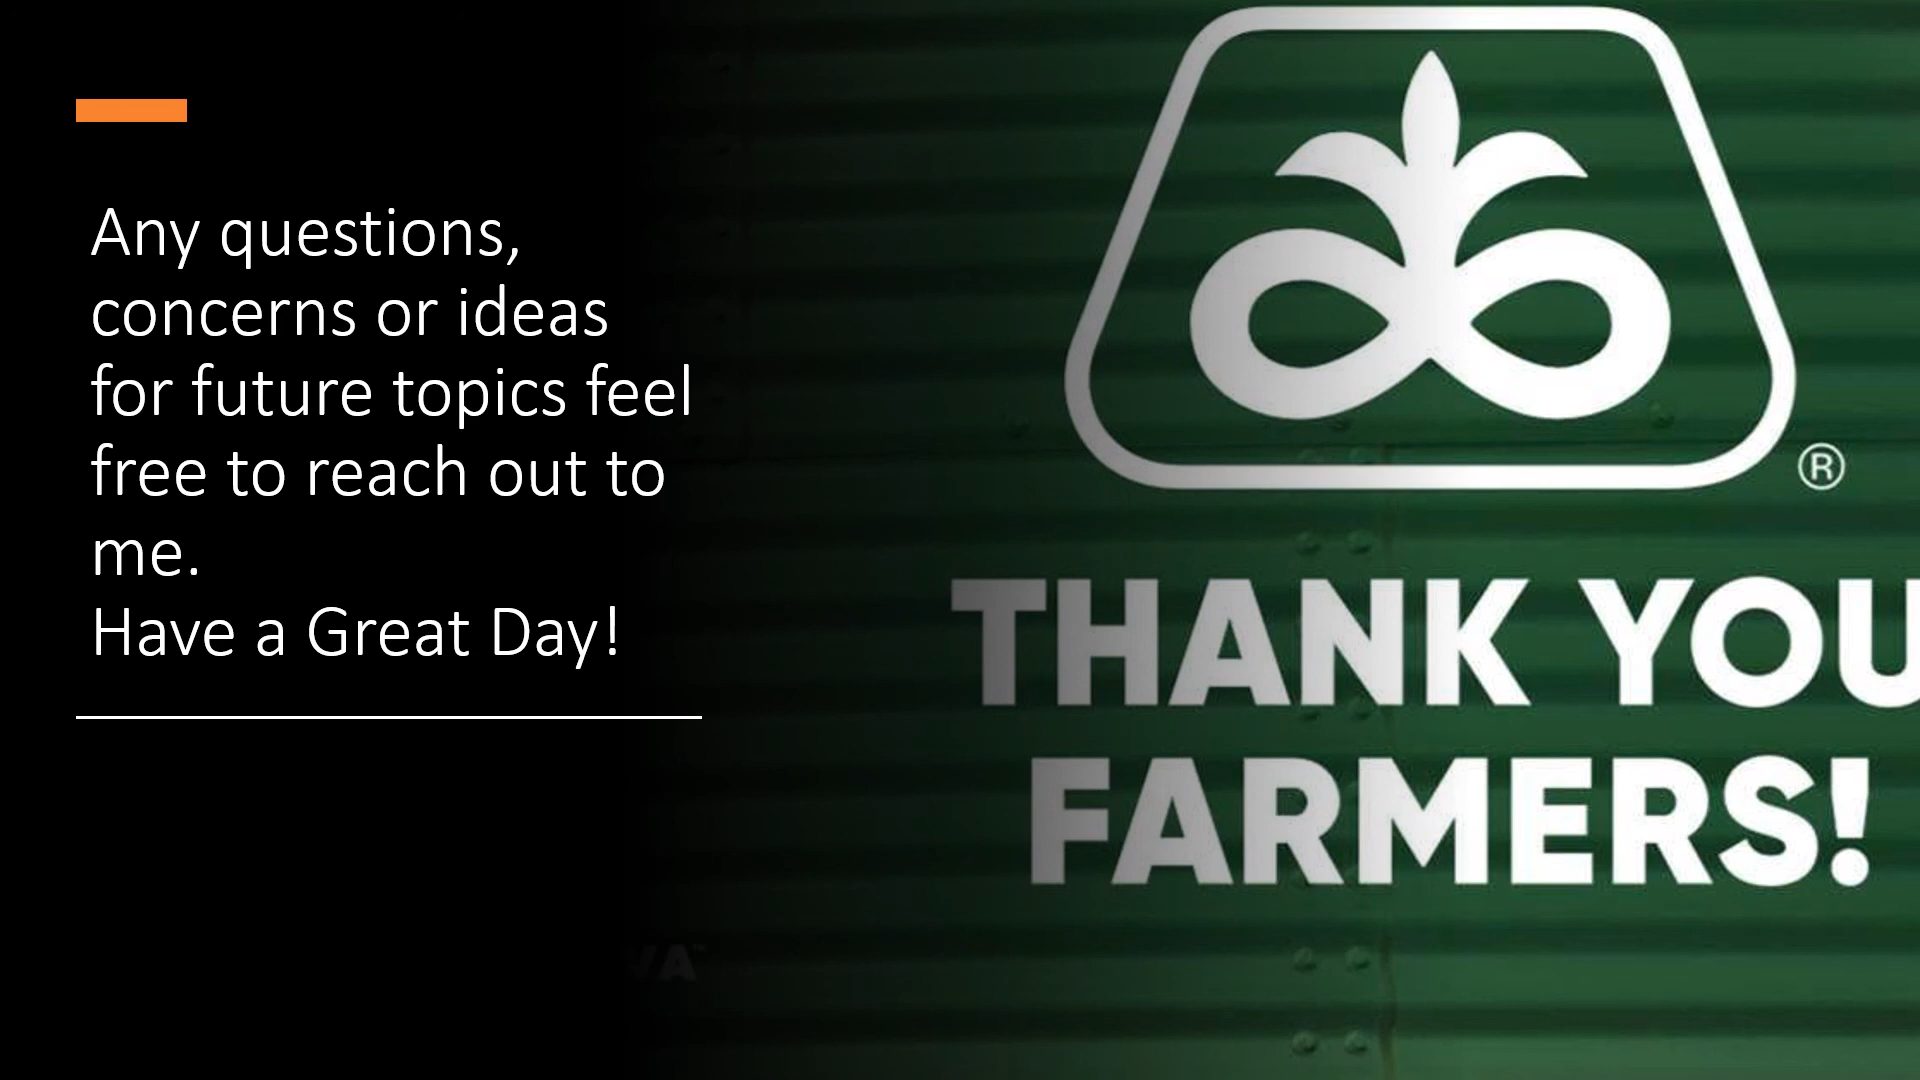 Any questions,
concerns or ideas
for future topics feel
free to reach out to
me.
Have a Great Day!
®
THANK YOU
FARMERS!